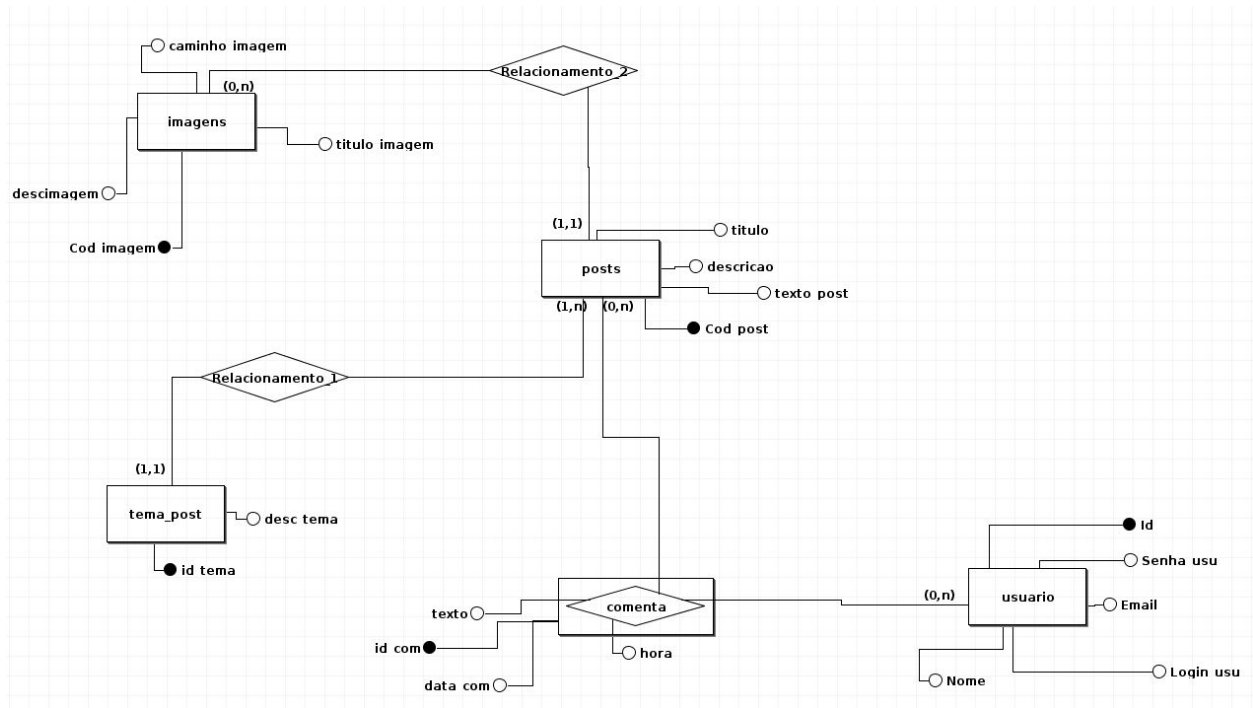 caminho imagem
Relacionamento_2
(0,n)
imagens
titulo imagem
descimagem
(1,1)
titulo
Cod imagem
posts
descricao
texto post
(1,n)
(0,n)
Cod post
Relacionamento_1
(1,1)
tema_post
desc tema
Id
Senha usu
id tema
(0,n)
usuario
Email
comenta
texto
id com
hora
data com
Nome
Login usu